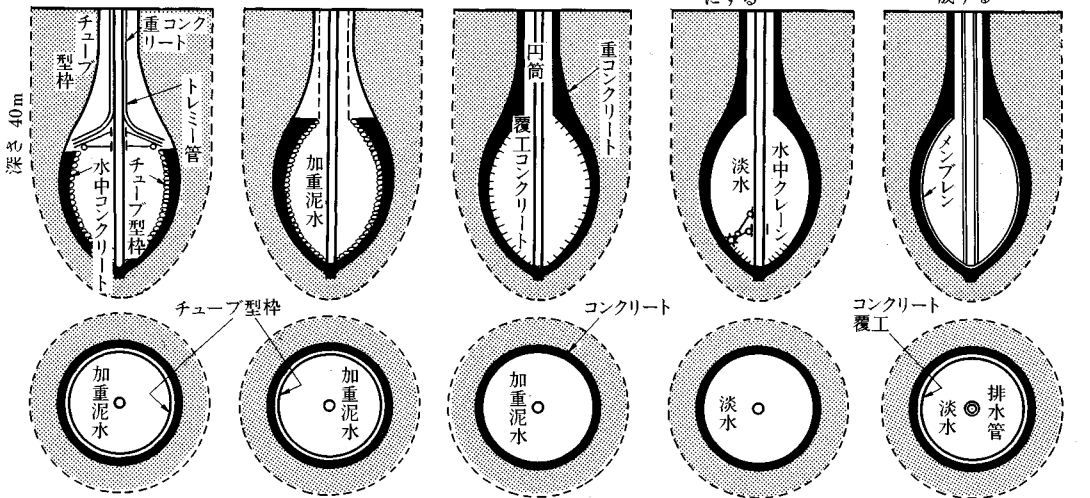 にする
成する
深さ 40m
チューブ
型枠
重コンク
リート
トレミー管
水中コンクリート
チューブ型枠
加重泥水
円筒
重コンクリート
覆工コンクリート
淡水
水中クレーン
メンブレン
チューブ型枠
コンクリート
コンクリート
覆工
加重泥水
加重泥水
加重泥水
淡水
淡水
排水管